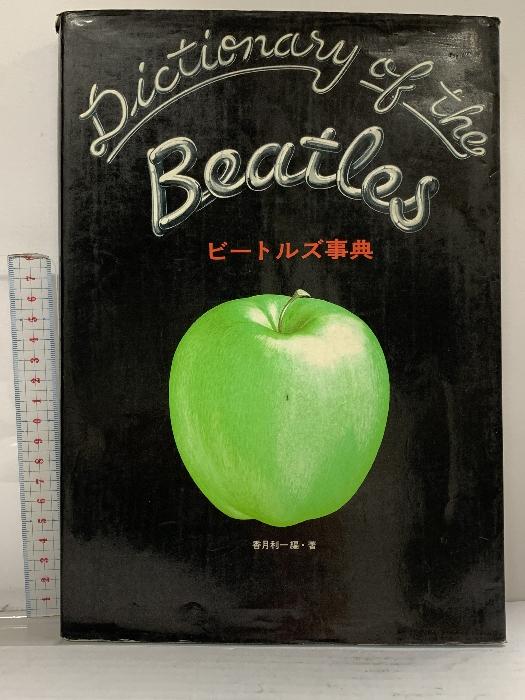 Dictionary of the
Beatles
ビートルズ事典
香月利一編・著